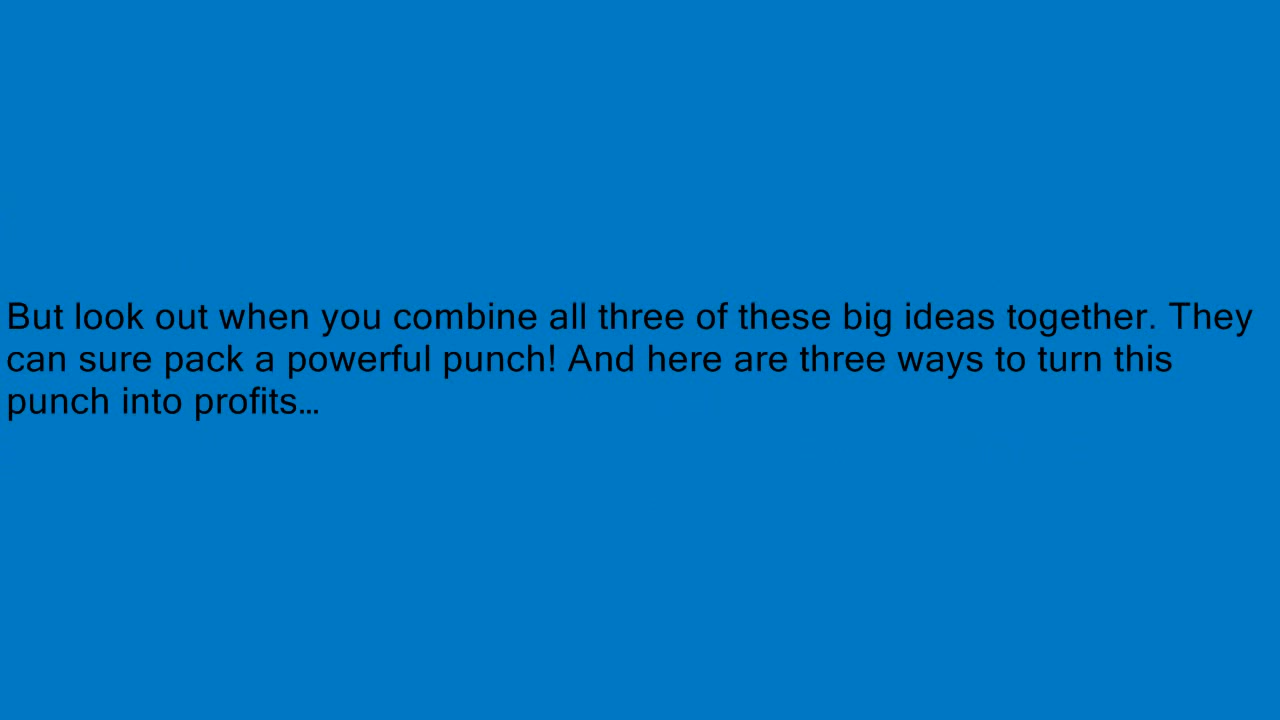 But look out when you combine all three of these big ideas together. They
can sure pack a powerful punch! And here are three ways to turn this
punch into profits…